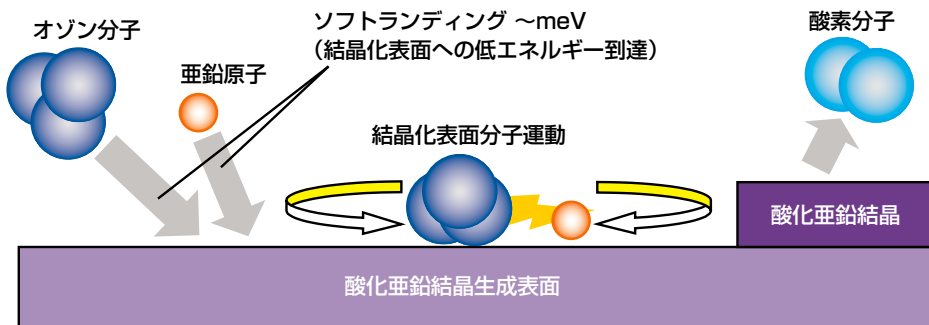 オゾン分子
亜鉛原子
ソフトランディング ~meV
(結晶化表面への低エネルギー到達)
酸素分子
結晶化表面分子運動
酸化亜鉛結晶
酸化亜鉛結晶生成表面